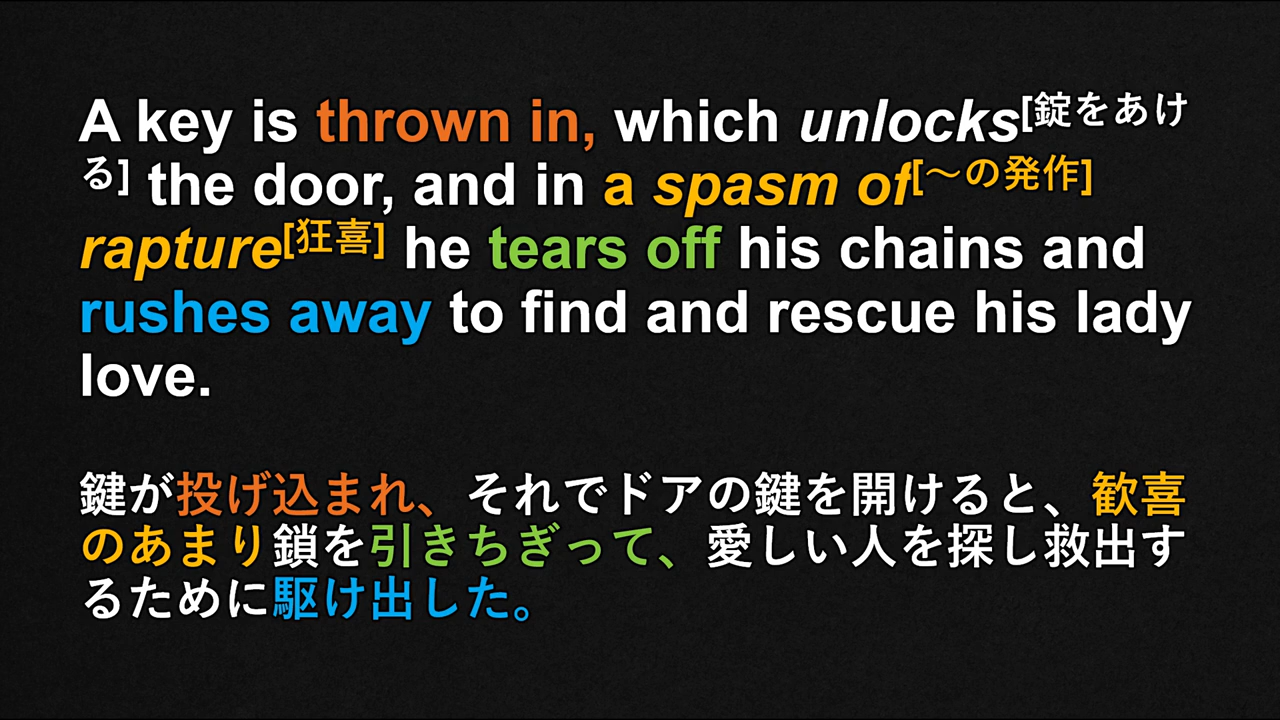 A key is thrown in, which unlocks[錠をあけ
る] the door, and in a spasm of[～の発作]
rapture[狂喜] he tears off his chains and
rushes away to find and rescue his lady
love.
鍵が投げ込まれ、それでドアの鍵を開けると、歓喜
のあまり鎖を引きちぎって、愛しい人を探し救出す
るために駆け出した。